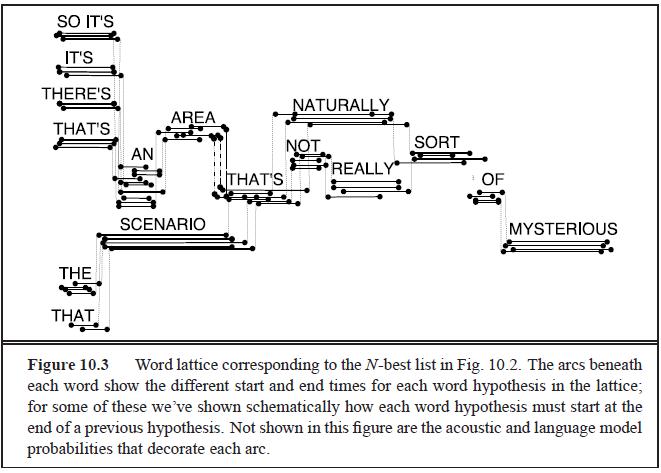 SO IT'S
IT'S
THERE'S
THAT'S
AN
AREA
NATURALLY
NOT
SORT
REALLY
THAT'S
OF
SCENARIO
MYSTERIOUS
THE
THAT
Figure 10.3 Word lattice corresponding to the N-best list in Fig. 10.2. The arcs beneath
each word show the different start and end times for each word hypothesis in the lattice;
for some of these we've shown schematically how each word hypothesis must start at the
end of a previous hypothesis. Not shown in this figure are the acoustic and language model
probabilities that decorate each arc.